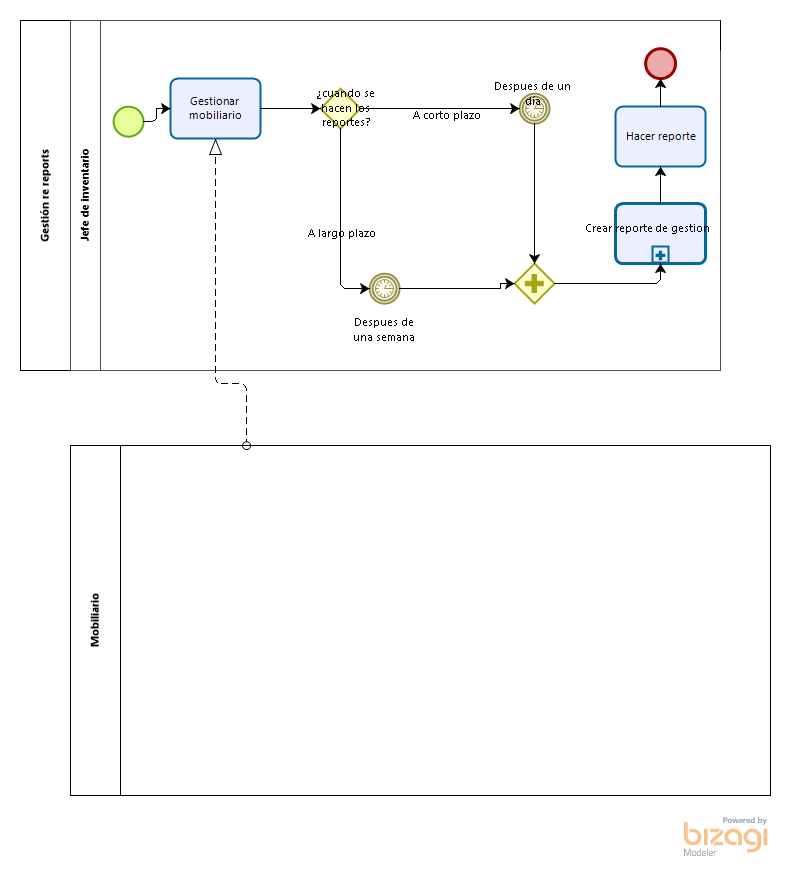 Gestión re reports
Jefe de inventario
Gestionar
mobiliario
¿cuando se
hacen los
reportes?
A corto plazo
Despues de un
día
A largo plazo
Despues de
una semana
Hacer reporte
Crear reporte de gestion
Mobiliario
Powered by
bizagi
Modeler